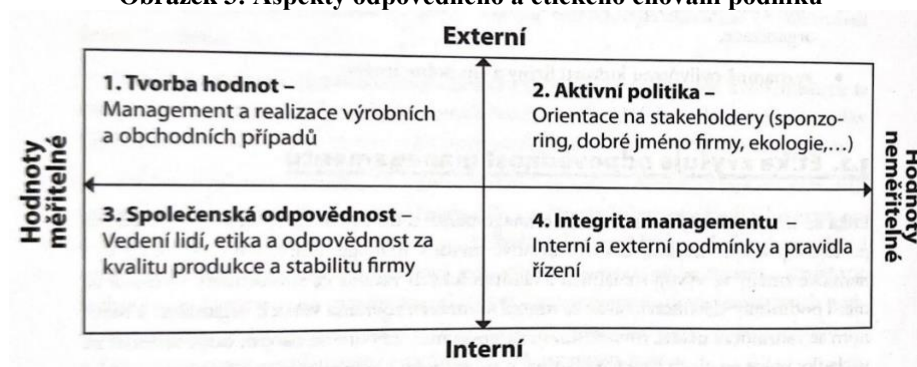 Obrázek 3: Aspekty odpovědného a etického chování podniku
Externí
1. Tvorba hodnot –
Management a realizace výrobních
a obchodních případů
2. Aktivní politika –
Orientace na stakeholdery (sponzo-
ring, dobré jméno firmy, ekologie,...)
Hodnoty
měřitelné
Hodnoty
neměřitelné
3. Společenská odpovědnost –
Vedení lidí, etika a odpovědnost za
kvalitu produkce a stabilitu firmy
4. Integrita managementu –
Interní a externí podmínky a pravidla
řízení
Interní